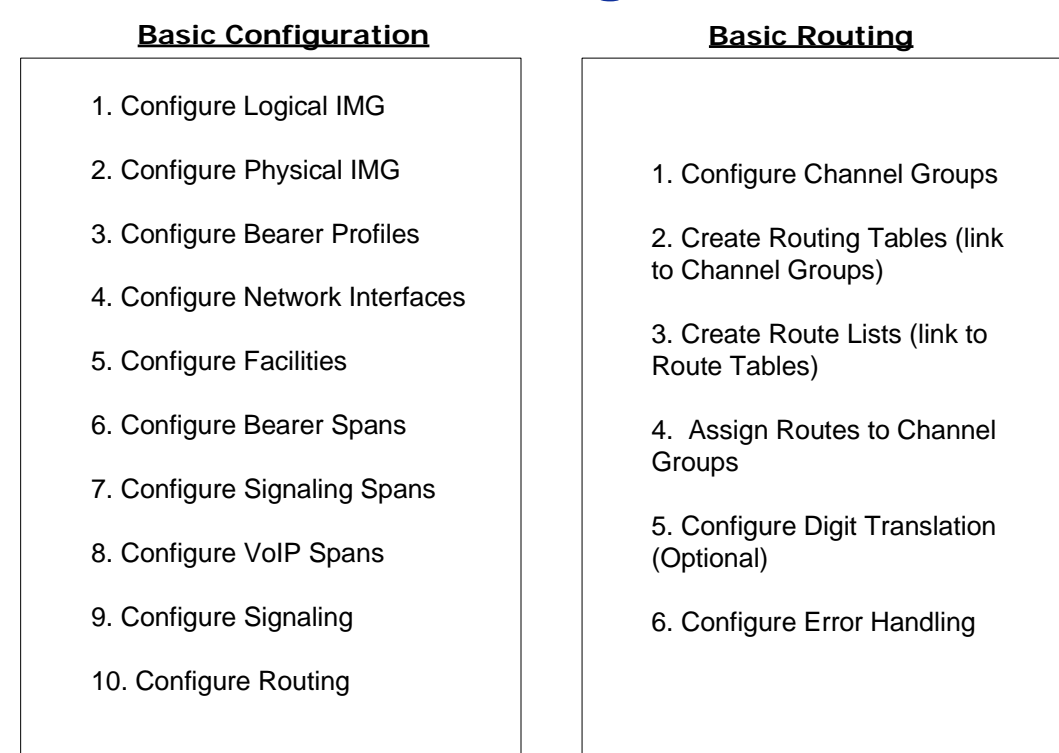 Basic Configuration
1. Configure Logical IMG
2. Configure Physical IMG
3. Configure Bearer Profiles
4. Configure Network Interfaces
5. Configure Facilities
6. Configure Bearer Spans
7. Configure Signaling Spans
8. Configure VoIP Spans
9. Configure Signaling
10. Configure Routing
Basic Routing
1. Configure Channel Groups
2. Create Routing Tables (link
to Channel Groups)
3. Create Route Lists (link to
Route Tables)
4.  Assign Routes to Channel
Groups
5. Configure Digit Translation
(Optional)
6. Configure Error Handling